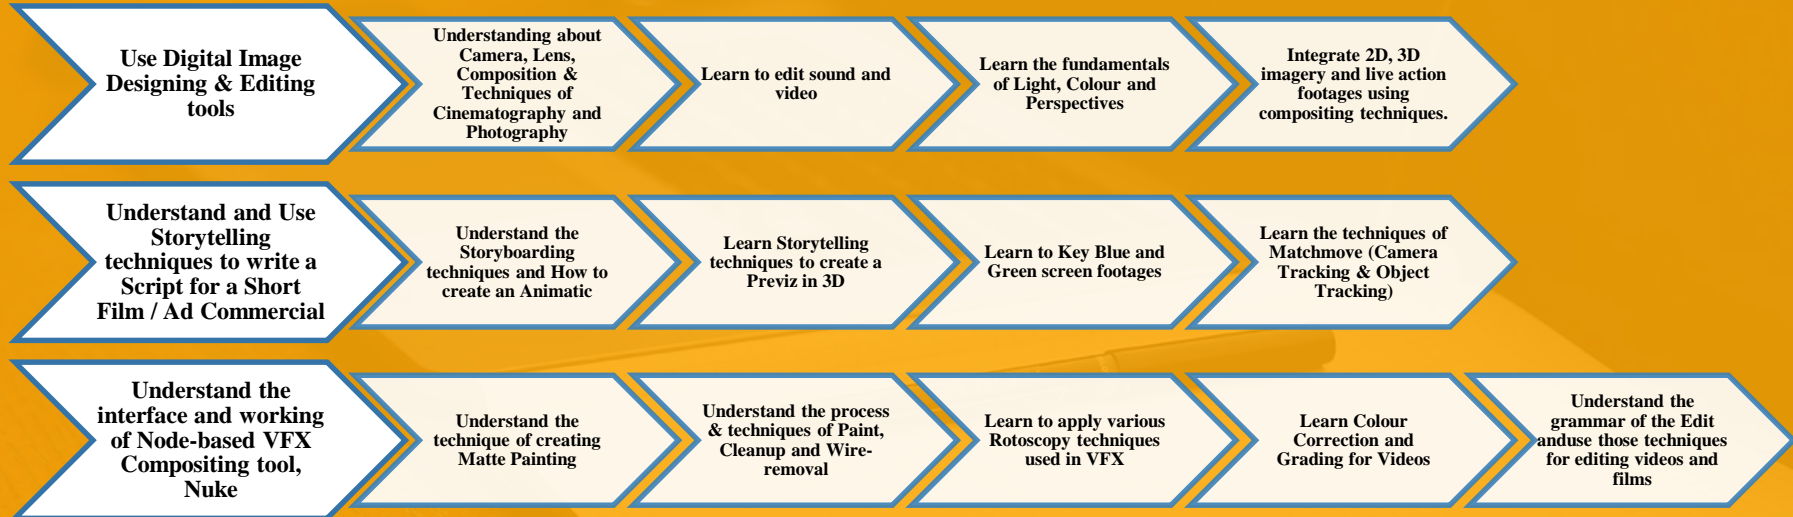 Use Digital Image
Designing & Editing
tools
Understanding about
Camera, Lens,
Composition &
Techniques of
Cinematography and
Photography
Learn to edit sound and
video
Learn the fundamentals
of Light, Colour and
Perspectives
Integrate 2D, 3D
imagery and live action
footages using
compositing techniques.
Understand and Use
Storytelling
techniques to write a
Script for a Short
Film / Ad Commercial
Understand the
Storyboarding
techniques and How to
create an Animatic
Learn Storytelling
techniques to create a
Previz in 3D
Learn to Key Blue and
Green screen footages
Learn the techniques of
Matchmove (Camera
Tracking & Object
Tracking)
Understand the
interface and working
of Node-based VFX
Compositing tool,
Nuke
Understand the
technique of creating
Matte Painting
Understand the process
& techniques of Paint,
Cleanup and Wire-
removal
Learn to apply various
Rotoscopy techniques
used in VFX
Learn Colour
Correction and
Grading for Videos
Understand the
grammar of the Edit
anduse those techniques
for editing videos and
films